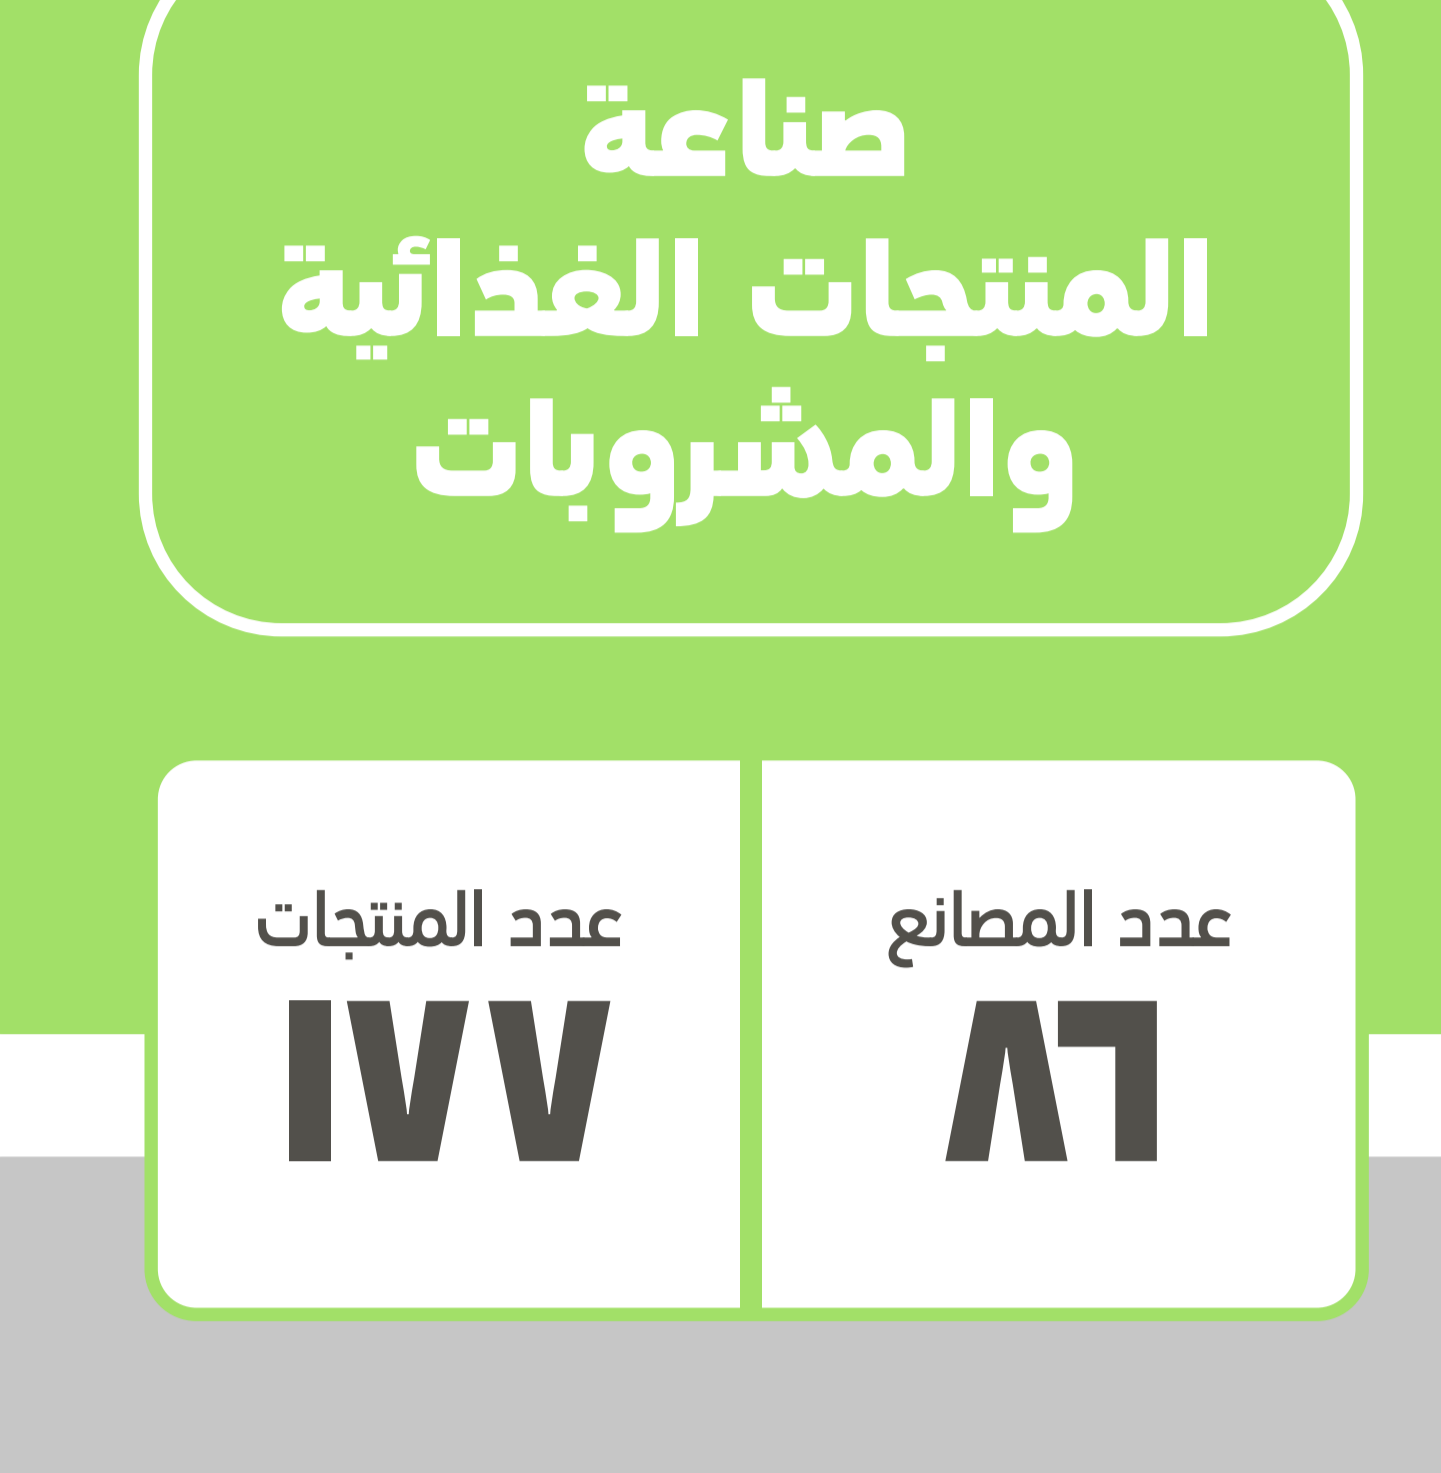 صناعة
المنتجات الغذائية
والمشروبات
عدد المصانع
٨٦
عدد المنتجات
١٧٧